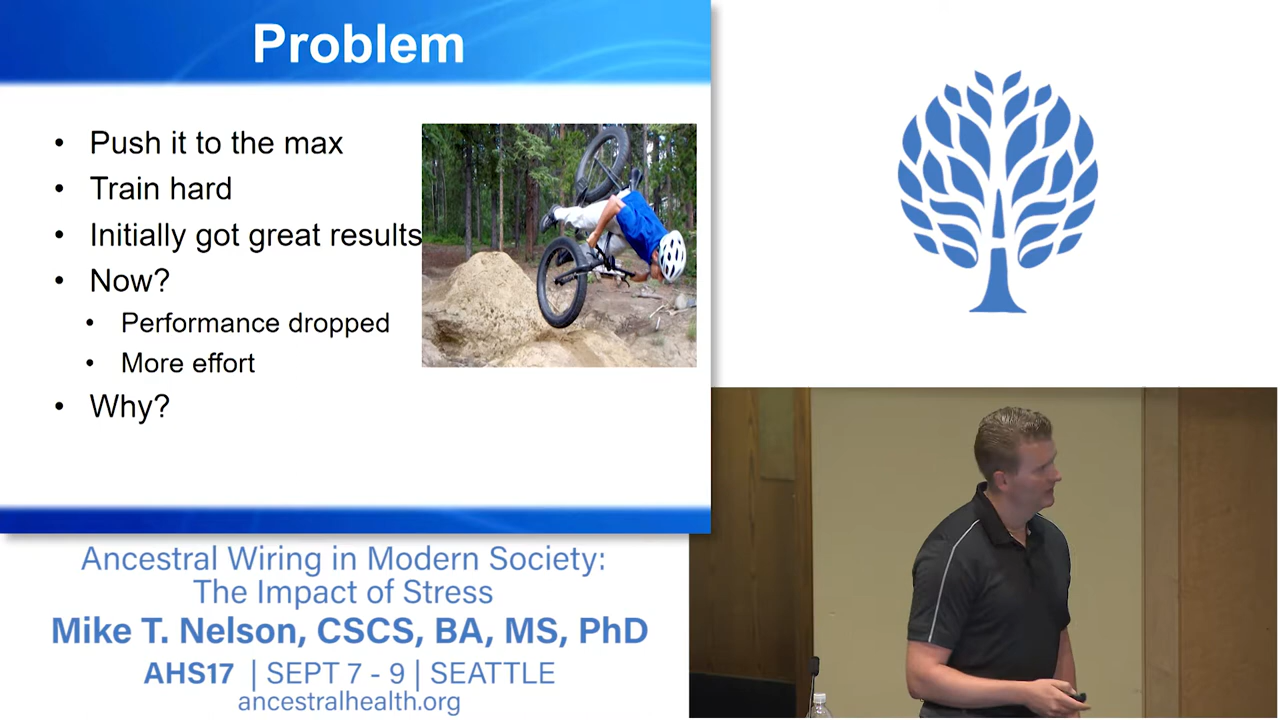 Problem
• Push it to the max
• Train hard
• Initially got great results
• Now?
• Performance dropped
• More effort
• Why?
Ancestral Wiring in Modern Society:
The Impact of Stress
Mike T. Nelson, CSCS, BA, MS, PhD
AHS17 | SEPT 7 - 9 | SEATTLE
ancestralhealth.org